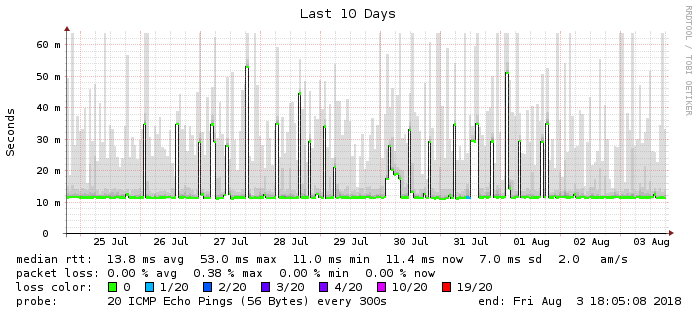 Last 10 Days
RRDTOOL / TOBI OETIKER
Seconds
60 m
50 m
40 m
30 m
20 m
10 m
0
25 Jul 26 Jul 27 Jul 28 Jul 29 Jul 30 Jul 31 Jul 01 Aug 02 Aug 03 Aug
median rtt: 13.8 ms avg 53.0 ms max 11.0 ms min 11.4 ms now 7.0 ms sd 2.0 am/s
packet loss: 0.00 % avg 0.38 % max 0.00 % min 0.00 % now
loss color: 0 1/20 2/20 3/20 4/20 10/20 19/20
probe: 20 ICMP Echo Pings (56 Bytes) every 300s end: Fri Aug 3 18:05:08 2018